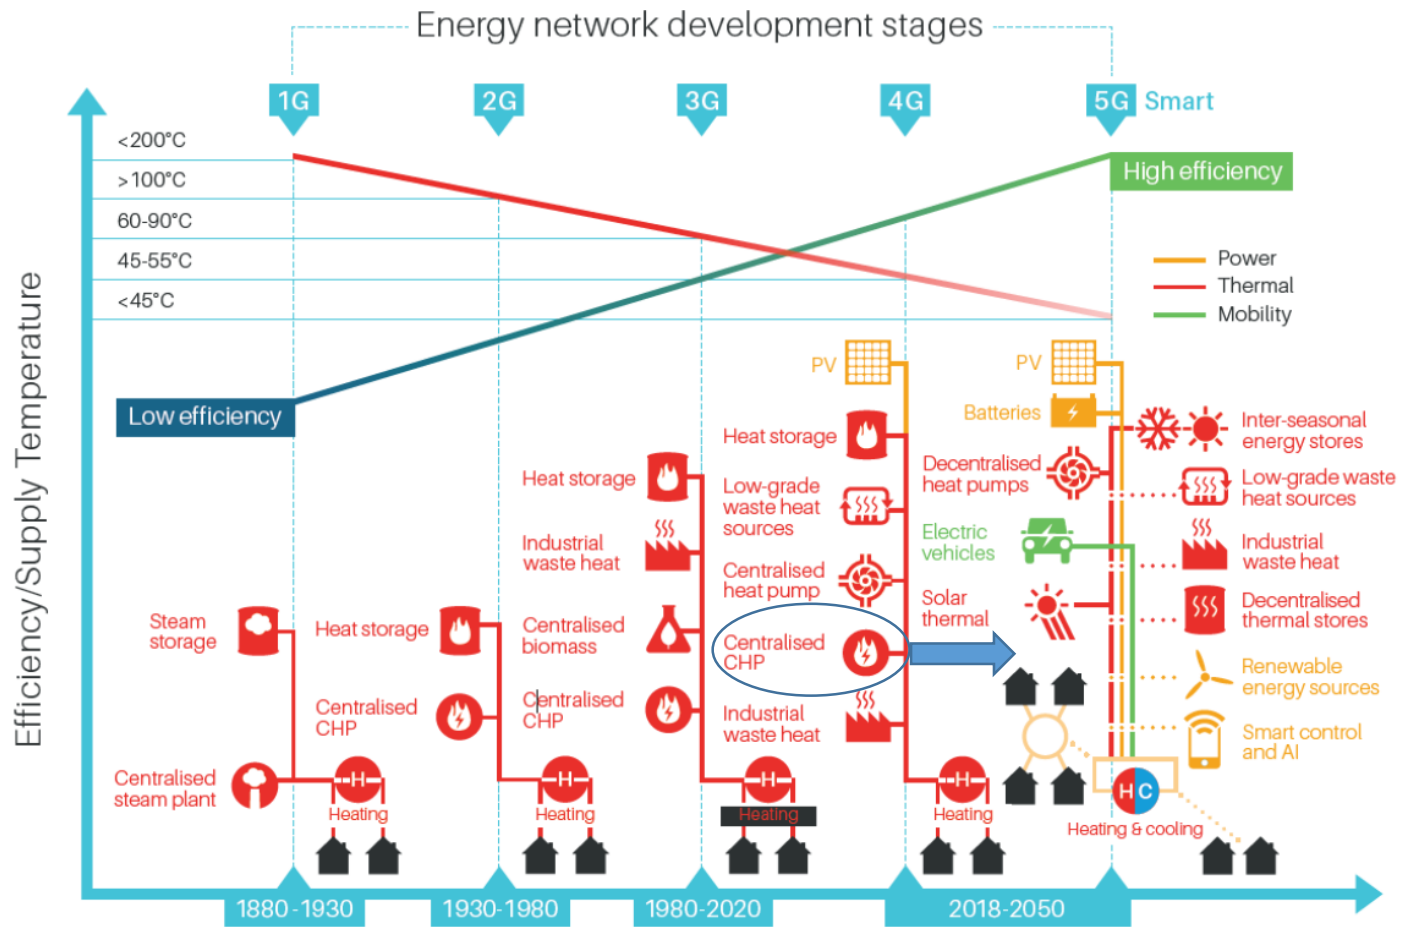 Energy network development stages
1G
2G
3G
4G
5G
Smart
<200°C
>100°C
60-90°C
45-55°C
<45°C
High efficiency
Low efficiency
Power
Thermal
Mobility
Efficiency/Supply Temperature
Steam
storage
Centralised
steam plant
H
Heating
Heat storage
Centralised
CHP
H
Heating
Heat storage
Industrial
waste heat
Centralised
biomass
Centralised
CHP
H
Heating
PV
Heat storage
Low-grade
waste heat
sources
Centralised
heat pump
Centralised
CHP
Industrial
waste heat
H
Heating
PV
Batteries
Decentralised
heat pumps
Electric
vehicles
Solar
thermal
Inter-seasonal
energy stores
Low-grade waste
heat sources
Industrial
waste heat
Decentralised
thermal stores
Renewable
energy sources
Smart control
and AI
H C
Heating & cooling
1880-1930
1930-1980
1980-2020
2018-2050